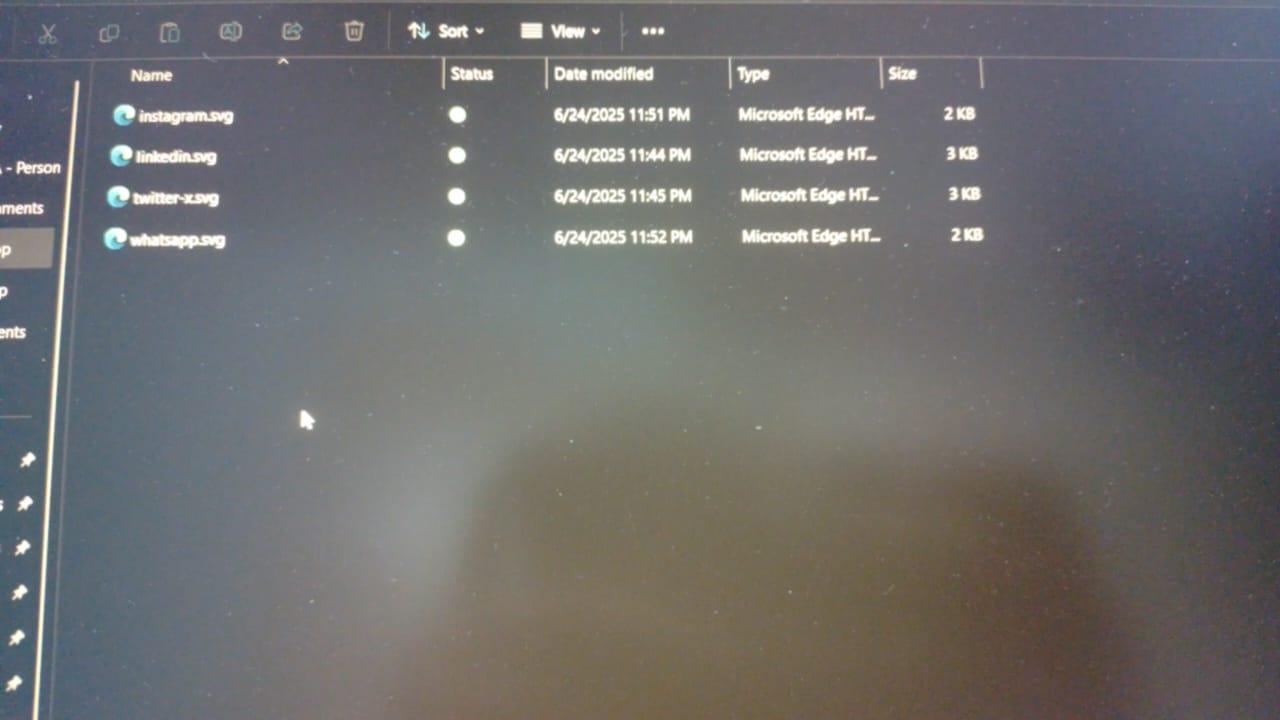 Sort View •••
Name Status Date modified Type Size
instagram.svg 6/24/2025 11:51 PM Microsoft Edge HT... 2 KB
linkedin.svg 6/24/2025 11:44 PM Microsoft Edge HT... 3 KB
- Person
twitter-x.svg 6/24/2025 11:45 PM Microsoft Edge HT... 3 KB
ments
whatsapp.svg 6/24/2025 11:52 PM Microsoft Edge HT... 2 KB
op
p
ents
s